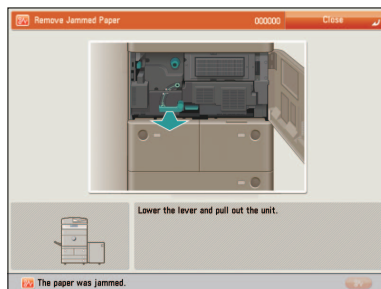 Remove Jammed Paper
000000
Close
Lower the lever and pull out the unit.
The paper was jammed.